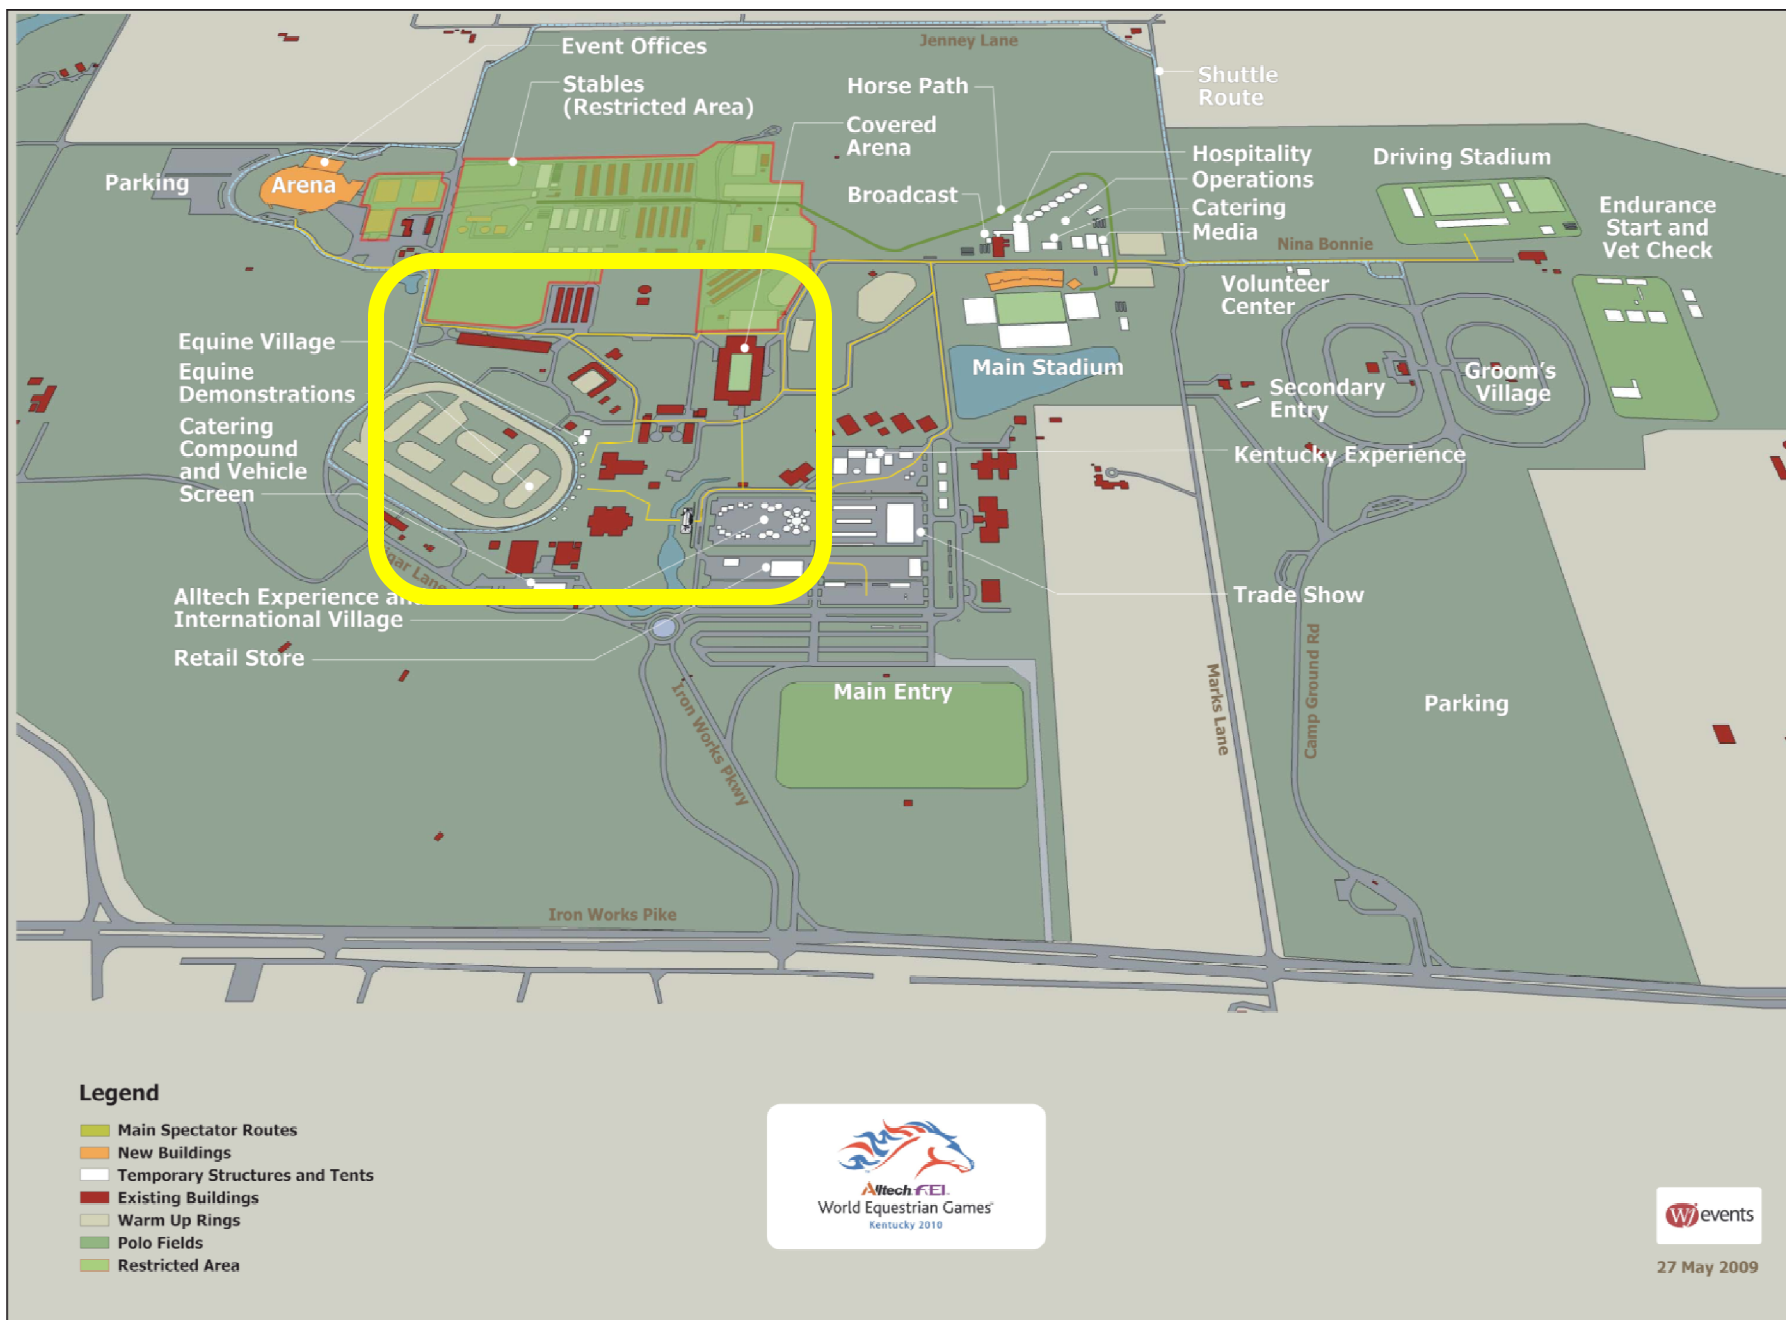 Jenney Lane
Event Offices
Stables
(Restricted Area)
Horse Path
Covered
Arena
Shuttle
Route
Broadcast
Hospitality
Operations
Catering
Media
Driving Stadium
Endurance
Start and
Vet Check
Parking
Arena
Nina Bonnie
Volunteer
Center
Equine Village
Equine
Demonstrations
Catering
Compound
and Vehicle
Screen
Main Stadium
Secondary
Entry
Groom's
Village
Kentucky Experience
Lane
Alltech Experience and
International Village
Trade Show
Retail Store
Main Entry
Iron Works Pkwy
Marks Lane
Camp Ground Rd
Parking
Iron Works Pike
Legend
Main Spectator Routes
New Buildings
Temporary Structures and Tents
Existing Buildings
Warm Up Rings
Polo Fields
Restricted Area
Alltech FEI
World Equestrian Games
Kentucky 2010
WJ events
27 May 2009